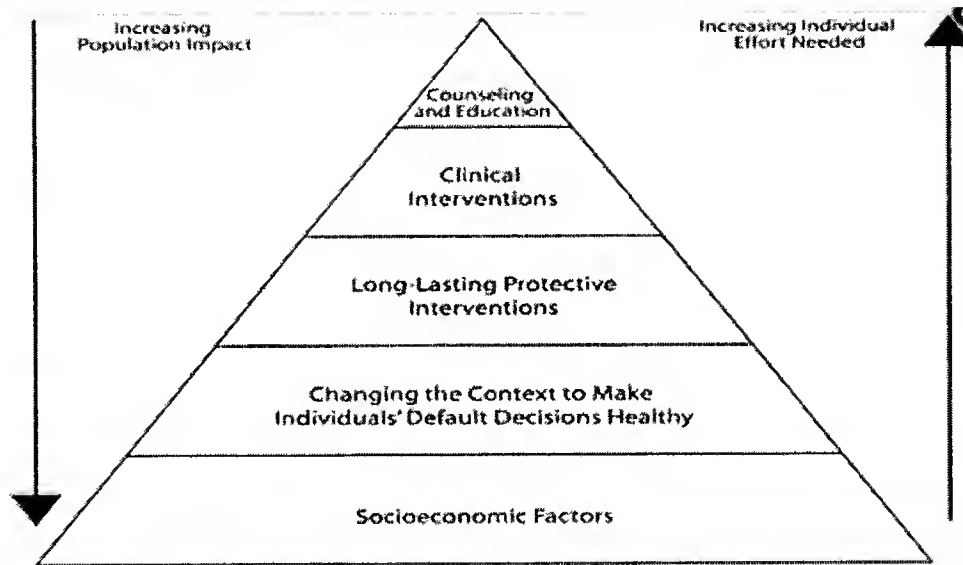 Increasing
Population Impact
Increasing Individual
Effort Needed
Counseling
and Education
Clinical
Interventions
Long-Lasting Protective
Interventions
Changing the Context to Make
Individuals' Default Decisions Healthy
Socioeconomic Factors